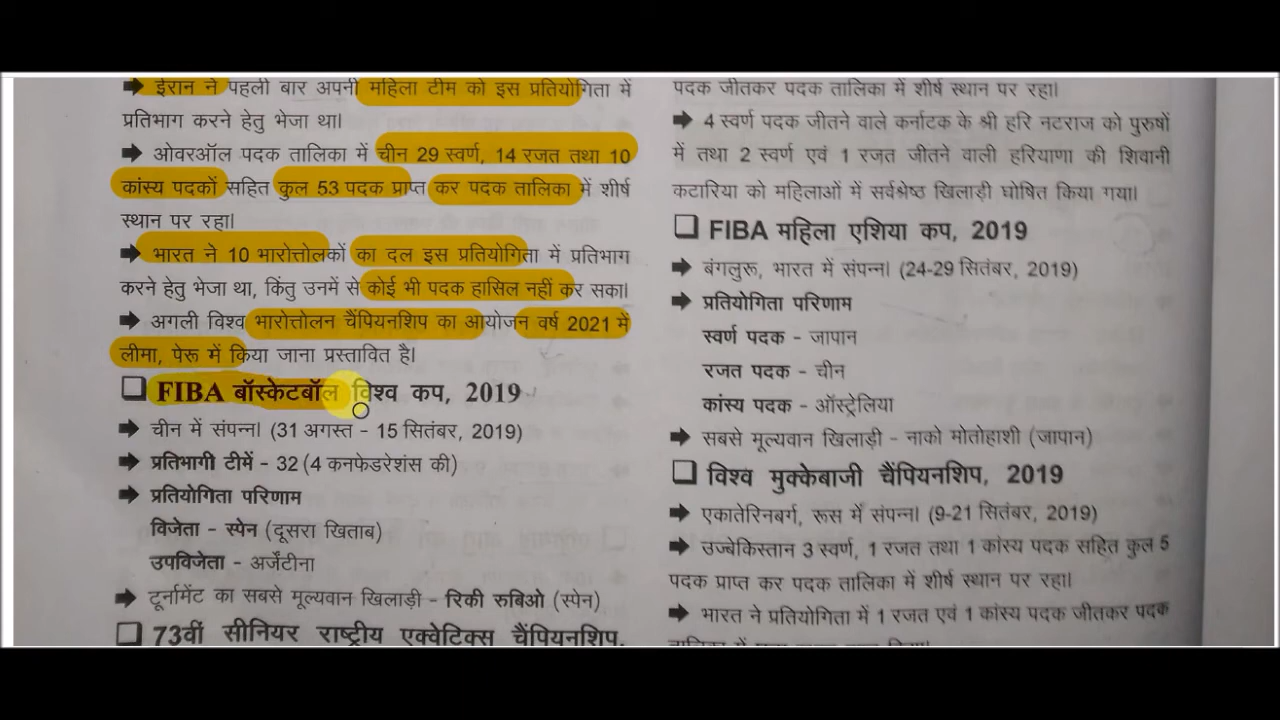 ➡ ईरान ने पहली बार अपनी महिला टीम को इस प्रतियोगिता में
प्रतिभाग करने हेतु भेजा था।
➡ ओवरऑल पदक तालिका में चीन 29 स्वर्ण, 14 रजत तथा 10
कांस्य पदकों सहित कुल 53 पदक प्राप्त कर पदक तालिका में शीर्ष
स्थान पर रहा।
➡ भारत ने 10 भारोत्तोलकों का दल इस प्रतियोगिता में प्रतिभाग
करने हेतु भेजा था, किंतु उनमें से कोई भी पदक हासिल नहीं कर सका।
➡ अगली विश्व भारोत्तोलन चैंपियनशिप का आयोजन वर्ष 2021 में
लीमा, पेरू में किया जाना प्रस्तावित है।
❑ FIBA बॉस्केटबॉल विश्व कप, 2019
➡ चीन में संपन्न। (31 अगस्त - 15 सितंबर, 2019)
➡ प्रतिभागी टीमें - 32 (4 कनफेडरेशंस की)
➡ प्रतियोगिता परिणाम
विजेता - स्पेन (दूसरा खिताब)
उपविजेता - अर्जेंटीना
➡ टूर्नामेंट का सबसे मूल्यवान खिलाड़ी - रिकी रुबिओ (स्पेन)
❑ 73वीं सीनियर राष्ट्रीय एक्वेटिक्स चैंपियनशिप,
पदक जीतकर पदक तालिका में शीर्ष स्थान पर रहा।
➡ 4 स्वर्ण पदक जीतने वाले कर्नाटक के श्री हरि नटराज को पुरुषों
में तथा 2 स्वर्ण एवं 1 रजत जीतने वाली हरियाणा की शिवानी
कटारिया को महिलाओं में सर्वश्रेष्ठ खिलाड़ी घोषित किया गया।
❑ FIBA महिला एशिया कप, 2019
➡ बंगलुरू, भारत में संपन्न। (24-29 सितंबर, 2019)
➡ प्रतियोगिता परिणाम
स्वर्ण पदक - जापान
रजत पदक - चीन
कांस्य पदक - ऑस्ट्रेलिया
➡ सबसे मूल्यवान खिलाड़ी - नाको मोतोहाशी (जापान)
❑ विश्व मुक्केबाजी चैंपियनशिप, 2019
➡ एकातेरिनबर्ग, रूस में संपन्न। (9-21 सितंबर, 2019)
➡ उज्बेकिस्तान 3 स्वर्ण, 1 रजत तथा 1 कांस्य पदक सहित कुल 5
पदक प्राप्त कर पदक तालिका में शीर्ष स्थान पर रहा।
➡ भारत ने प्रतियोगिता में 1 रजत एवं 1 कांस्य पदक जीतकर पदक